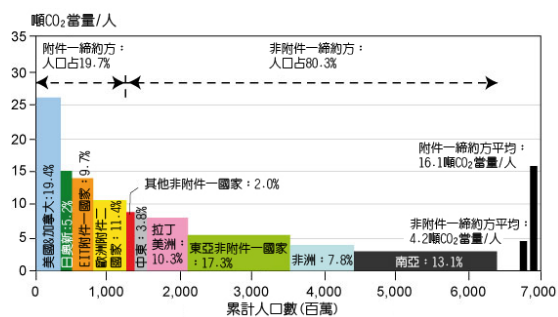 噸CO₂當量/人
35
30
25
20
15
10
5
0
附件一締約方：
人口占19.7%
非附件一締約方：
人口占80.3%
美國&加拿大：19.4%
日恩新：5.2%
EIT附件一國家：9.7%
歐洲附件二
國家：11.4%
其他非附件一國家：2.0%
中東：3.8%
拉丁
美洲：
10.3%
東亞非附件一國家
：17.3%
非洲：7.8%
南亞：13.1%
附件一締約方平均：
16.1噸CO₂當量/人
非附件一締約方平均：
4.2噸CO₂當量/人
0 1,000 2,000 3,000 4,000 5,000 6,000 7,000
累計人口數(百萬)